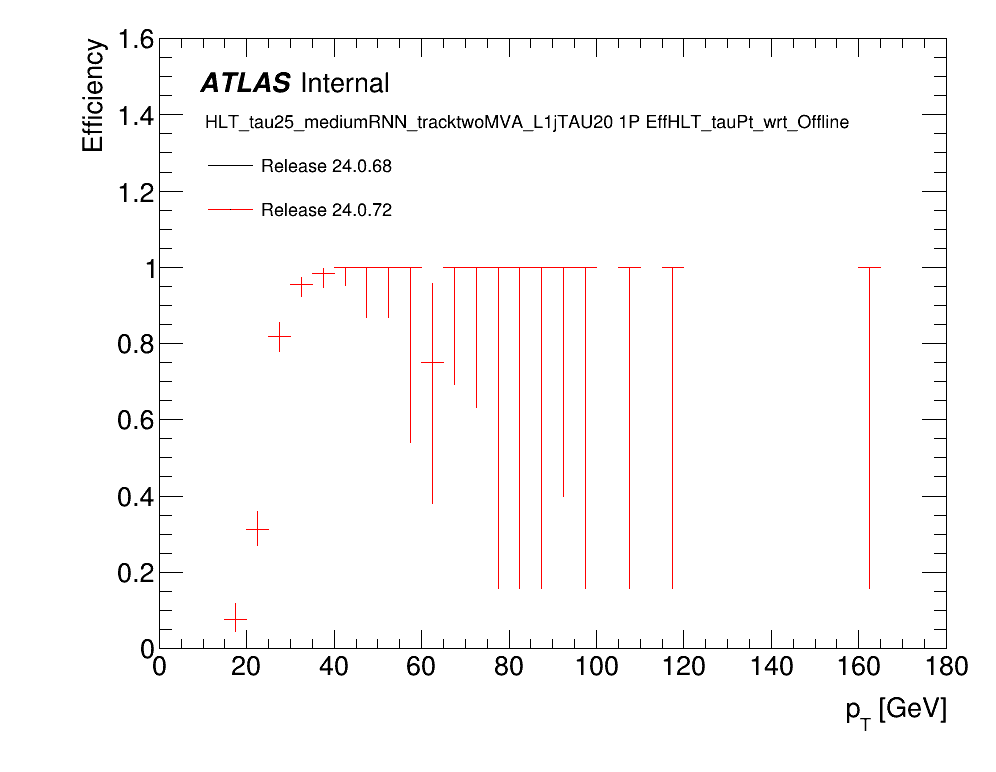 1.6
Efficiency
ATLAS Internal
1.4
HLT_tau25_mediumRNN_tracktwoMVA_L1jTAU20 1P EffHLT_tauPt_wrt_Offline
Release 24.0.68
1.2
Release 24.0.72
1
0.8
0.6
0.4
0.2
0
0 20 40 60 80 100 120 140 160 180
p_T [GeV]